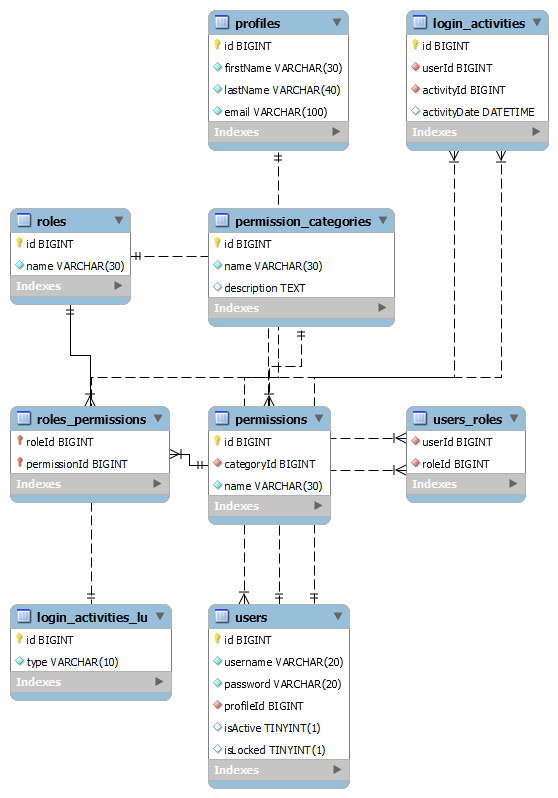 profiles
id BIGINT
firstName VARCHAR(30)
lastName VARCHAR(40)
email VARCHAR(100)
Indexes
login_activities
id BIGINT
userId BIGINT
activityId BIGINT
activityDate DATETIME
Indexes
roles
id BIGINT
name VARCHAR(30)
Indexes
permission_categories
id BIGINT
name VARCHAR(30)
description TEXT
Indexes
roles_permissions
roleId BIGINT
permissionId BIGINT
Indexes
permissions
id BIGINT
categoryId BIGINT
name VARCHAR(30)
Indexes
users_roles
userId BIGINT
roleId BIGINT
Indexes
login_activities_lu
id BIGINT
type VARCHAR(10)
Indexes
users
id BIGINT
username VARCHAR(20)
password VARCHAR(20)
profileId BIGINT
isActive TINYINT(1)
isLocked TINYINT(1)
Indexes